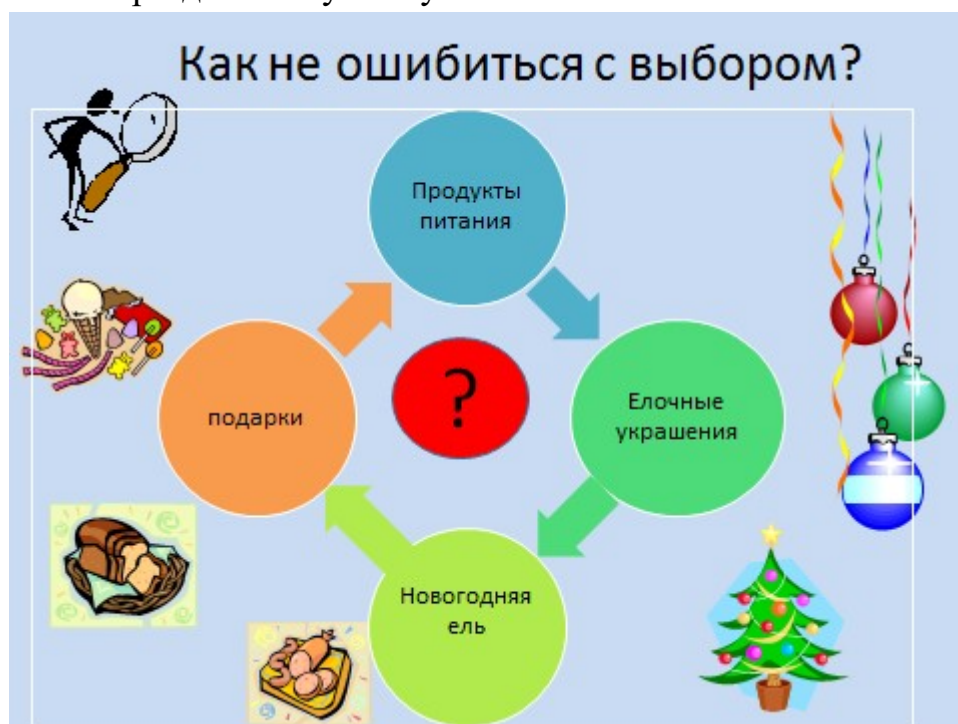 Как не ошибиться с выбором?
Продукты
питания
Елочные
украшения
?
подарки
Новогодняя
ель